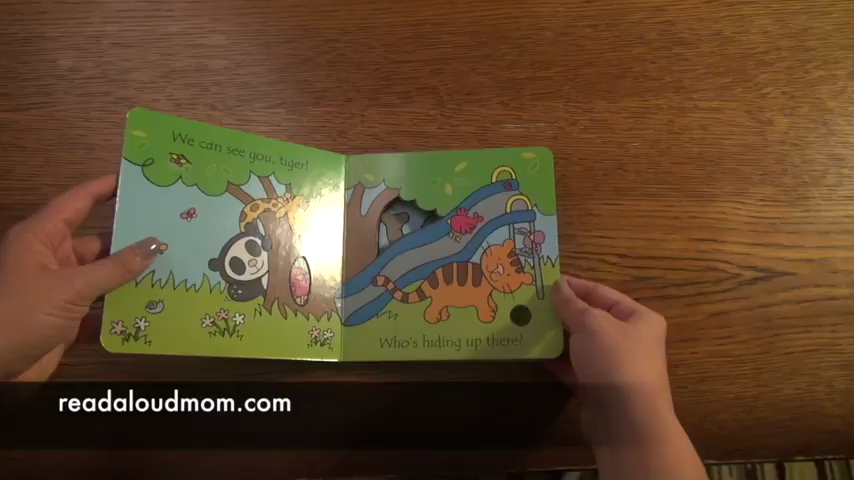 We can see you, tiger!
Who's hiding up there?
readaloudmom.com